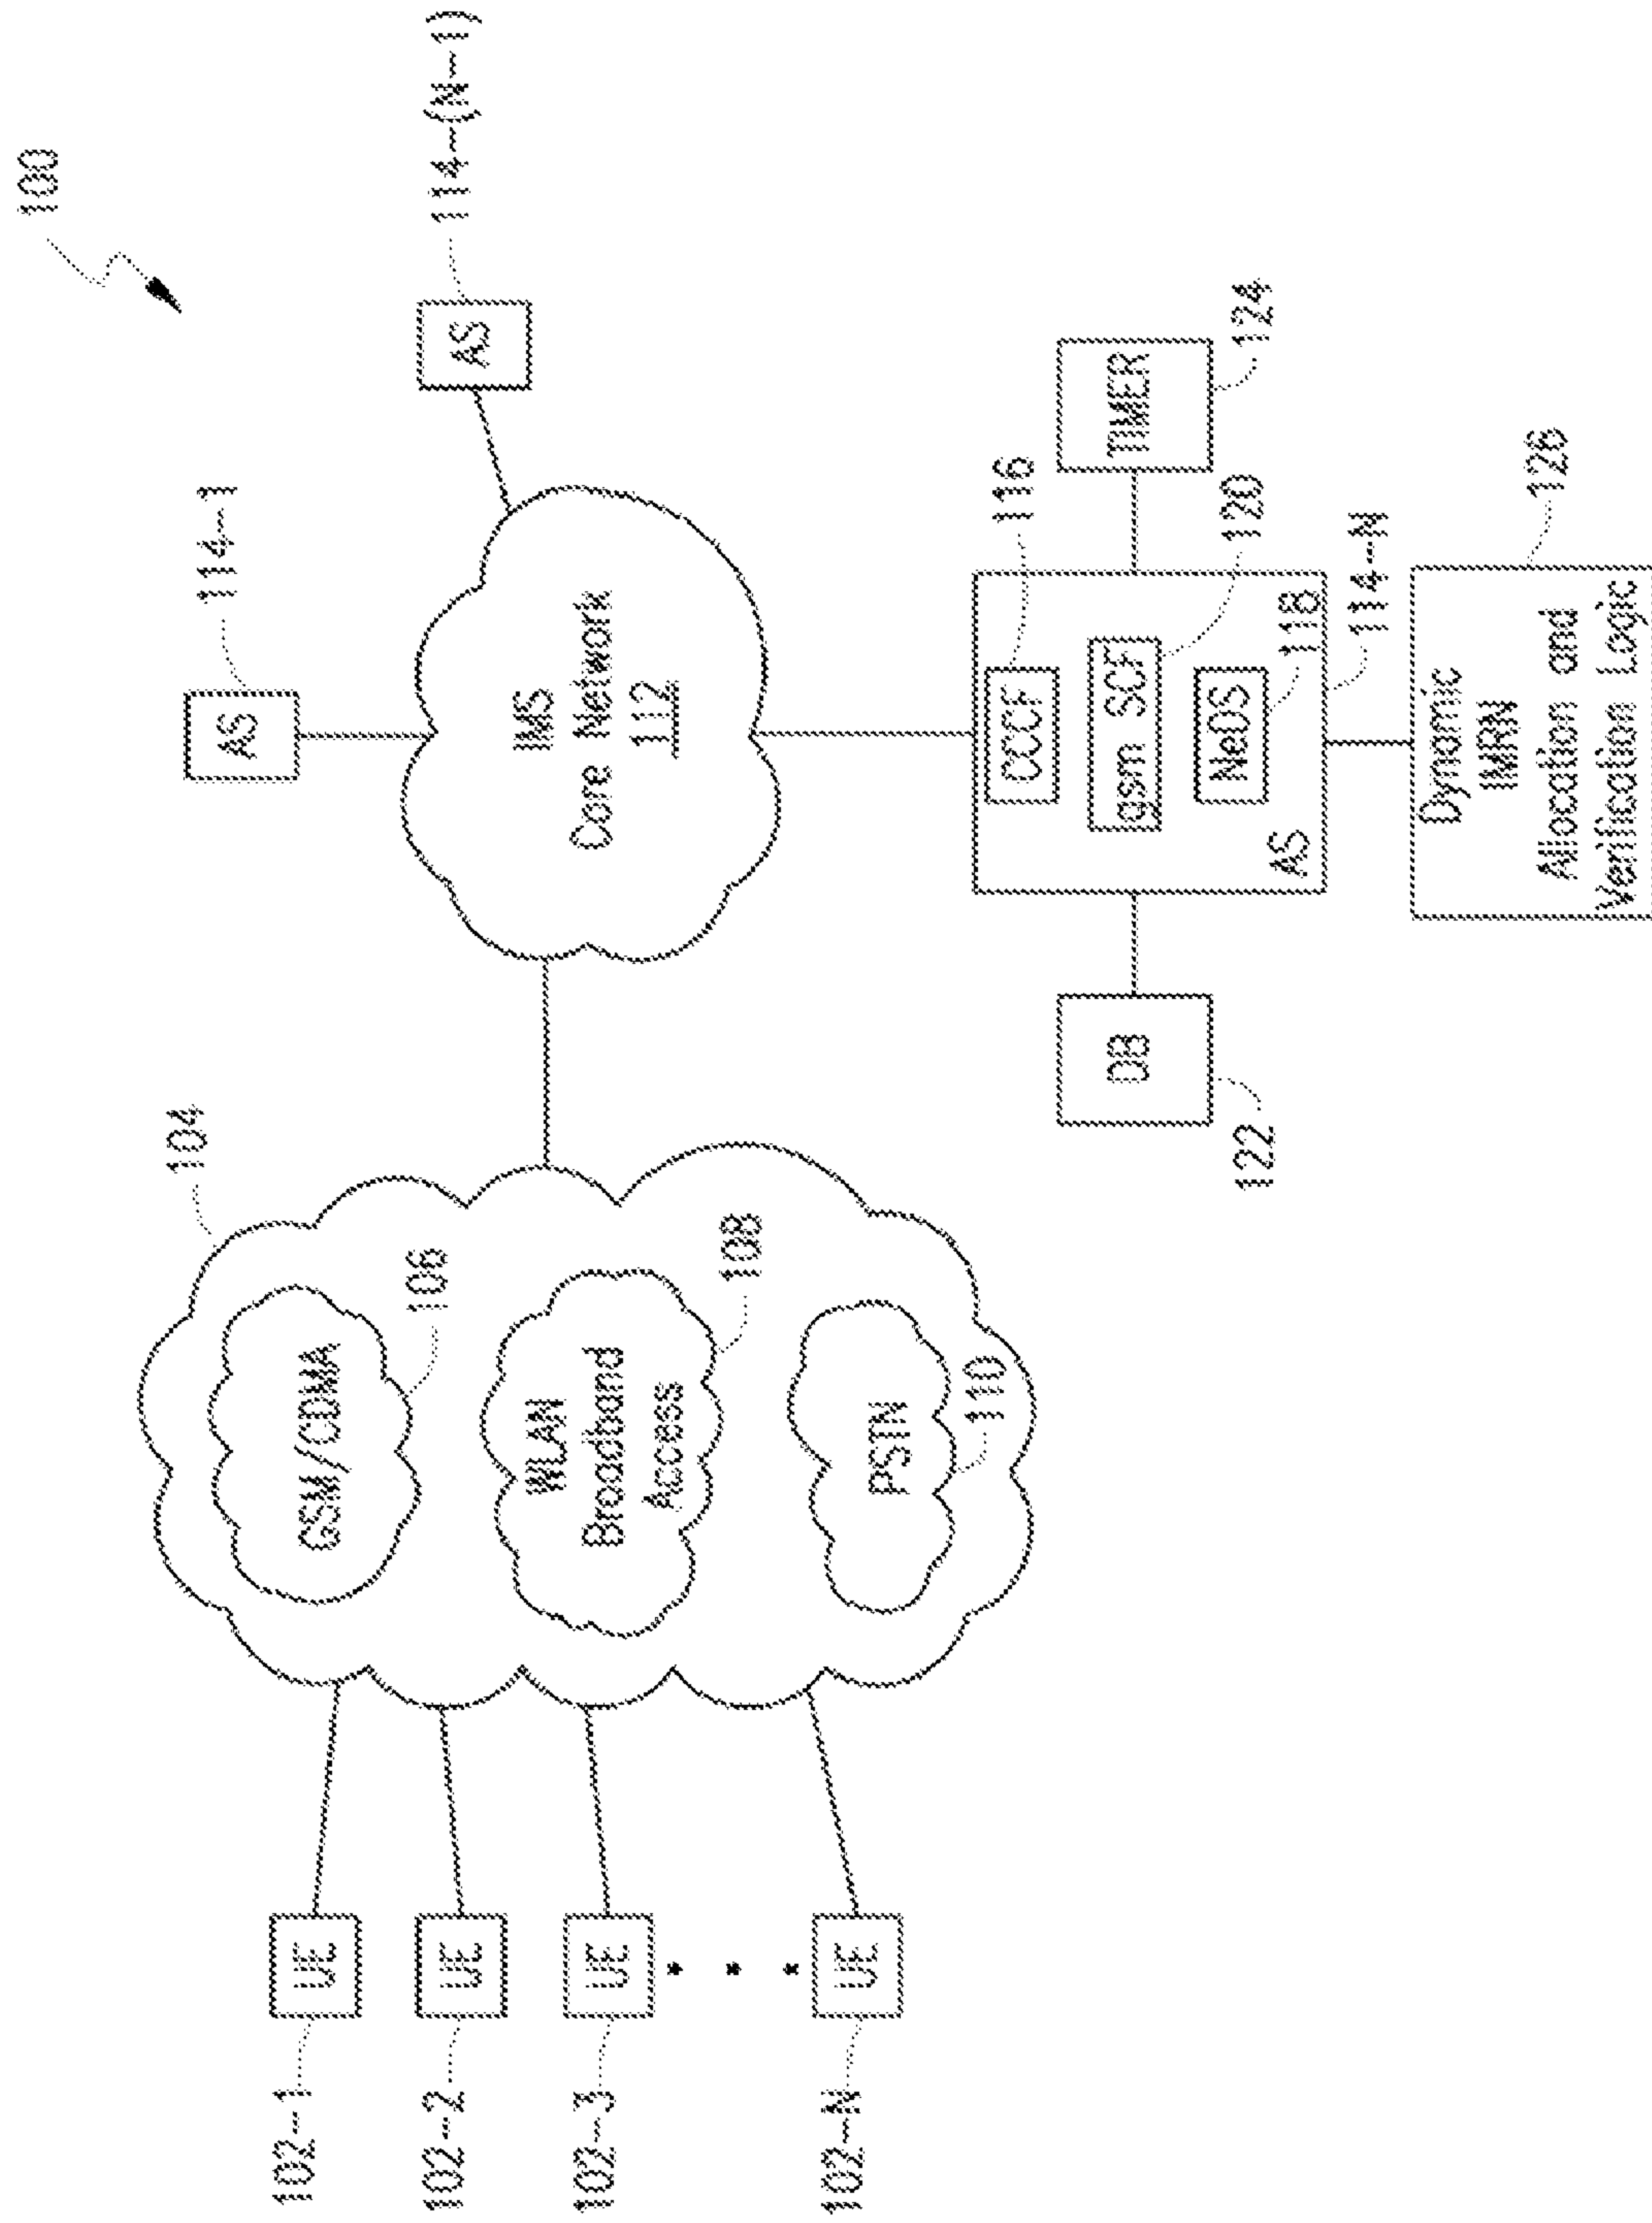 100
104
GSM/CDMA
106
WLAN
Broadband
Access
108
PSTN
110
UE
102-1
UE
102-2
UE
102-3
UE
102-N
IMS
Core Network
112
AS
114-1
AS
114-(N-1)
CCCF
116
gsm SCF
120
NeDS
118
AS
114-N
DB
122
TIMER
124
Dynamic
IMRN
Allocation and
Verification Logic
126